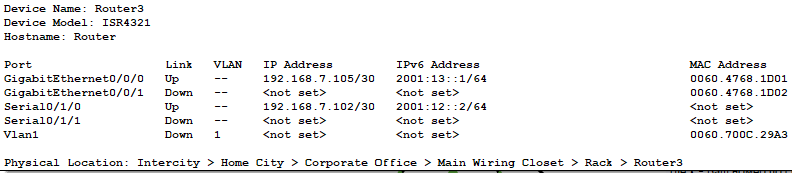 Device Name: Router3
Device Model: ISR4321
Hostname: Router
Port Link VLAN IP Address IPv6 Address MAC Address
GigabitEthernet0/0/0 Up -- 192.168.7.105/30 2001:13::1/64 0060.4768.1D01
GigabitEthernet0/0/1 Down -- <not set> <not set> 0060.4768.1D02
Serial0/1/0 Up -- 192.168.7.102/30 2001:12::2/64 <not set>
Serial0/1/1 Down -- <not set> <not set> <not set>
Vlan1 Down 1 <not set> <not set> 0060.700C.29A3
Physical Location: Intercity > Home City > Corporate Office > Main Wiring Closet > Rack > Router3